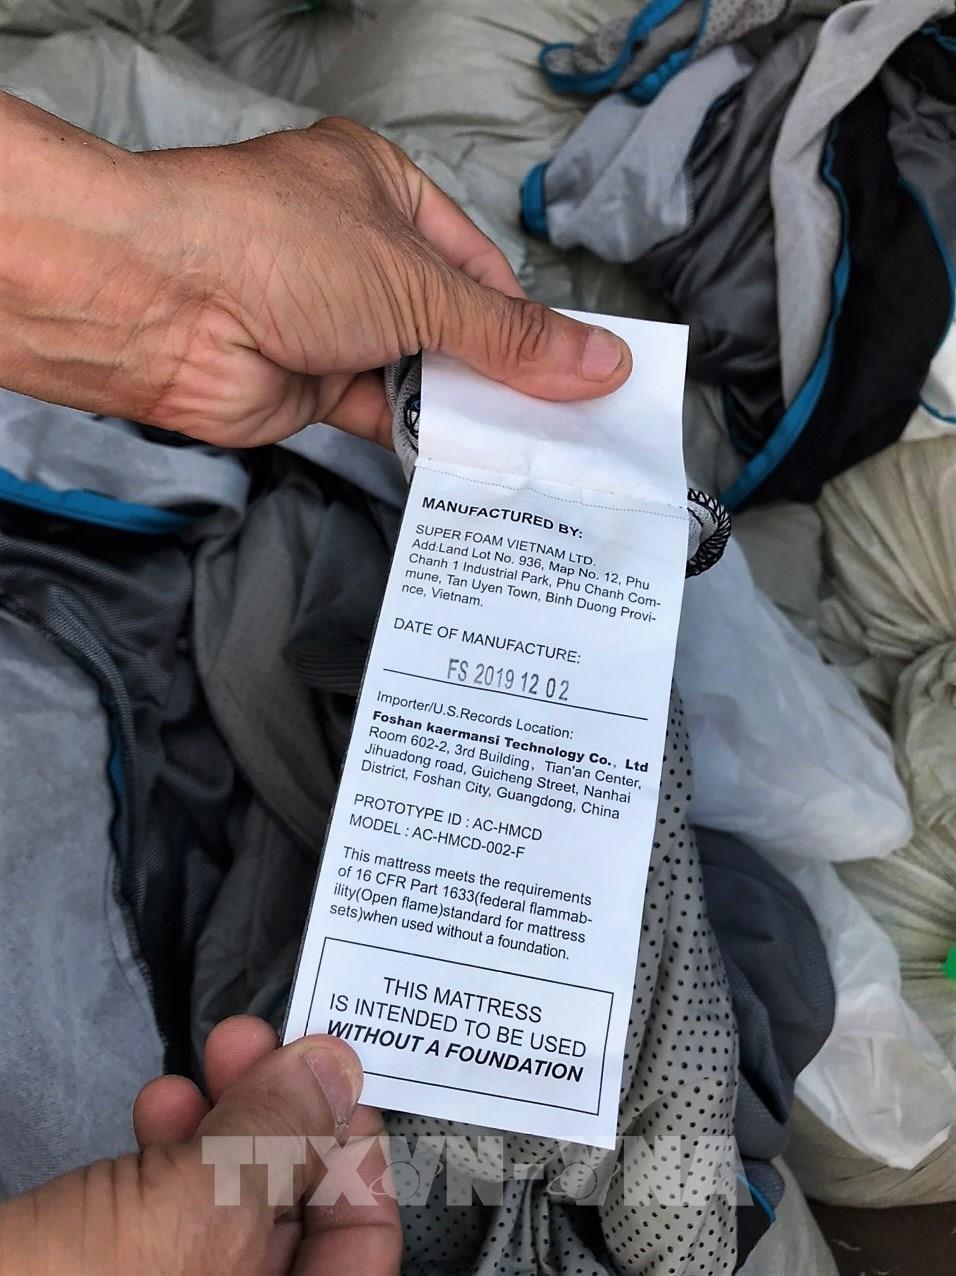 MANUFACTURED BY:
SUPER FOAM VIETNAM LTD.
Add:Land Lot No. 936, Map No. 12, Phu
Chanh 1 Industrial Park, Phu Chanh Com-
mune, Tan Uyen Town, Binh Duong Provi-
nce, Vietnam.
DATE OF MANUFACTURE:
FS 2019 12 02
Importer/U.S.Records Location:
Foshan kaermansi Technology Co., Ltd
Room 602-2, 3rd Building, Tian'an Center,
Jihuadong road, Guicheng Street, Nanhai
District, Foshan City, Guangdong, China
PROTOTYPE ID : AC-HMCD
MODEL : AC-HMCD-002-F
This mattress meets the requirements
of 16 CFR Part 1633(federal flammab-
ility(Open flame)standard for mattress
sets)when used without a foundation.
THIS MATTRESS
IS INTENDED TO BE USED
WITHOUT A FOUNDATION
TTXVN-VNA